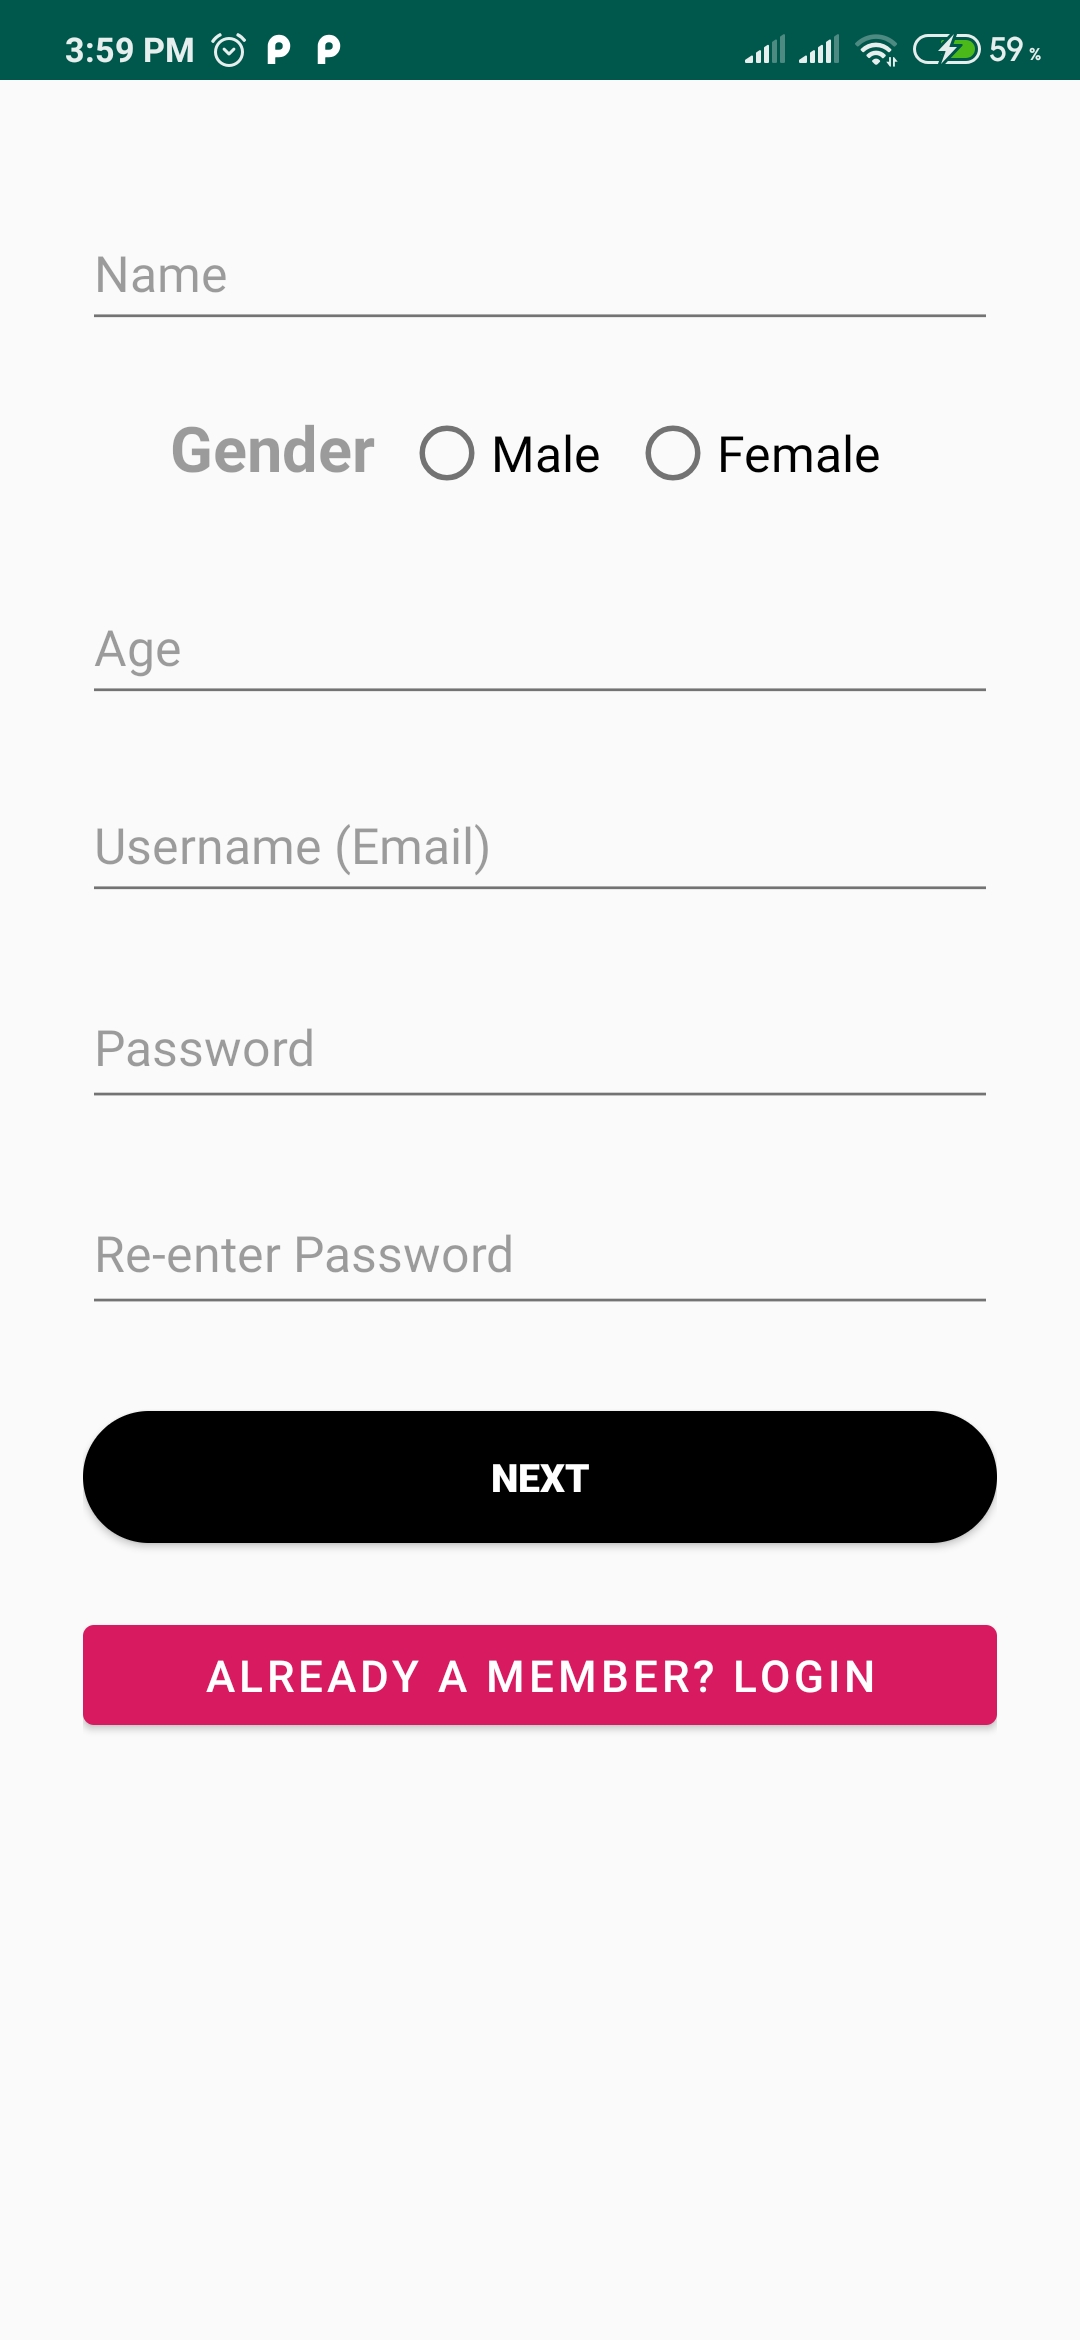 3:59 PM 59 %
Name
Gender Male Female
Age
Username (Email)
Password
Re-enter Password
NEXT
ALREADY A MEMBER? LOGIN